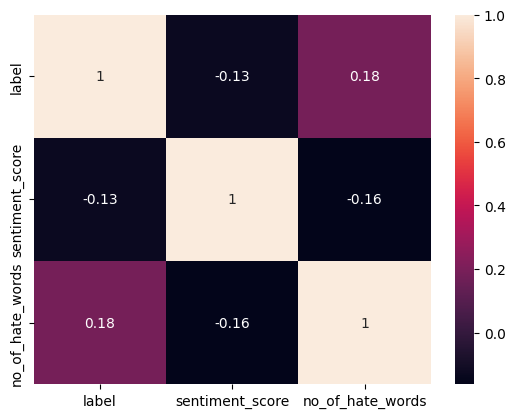 label
1
-0.13
0.18
sentiment_score
-0.13
1
-0.16
no_of_hate_words
0.18
-0.16
1
label
sentiment_score
no_of_hate_words
1.0
0.8
0.6
0.4
0.2
0.0